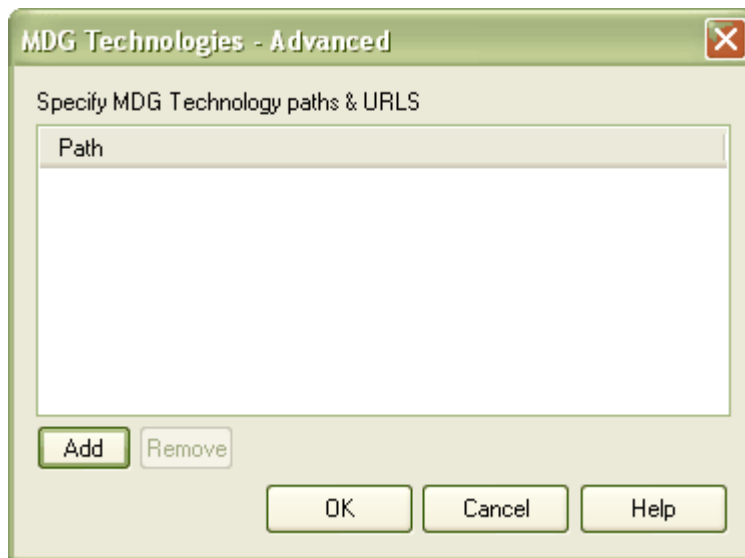 MDG Technologies - Advanced
Specify MDG Technology paths & URLS
Path
Add Remove
OK Cancel Help